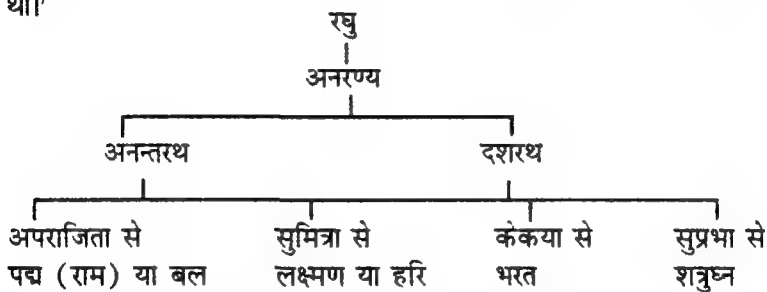 था।'
रघु
अनरण्य
अनन्तरथ दशरथ
अपराजिता से सुमित्रा से केकया से सुप्रभा से
पद्म (राम) या बल लक्ष्मण या हरि भरत शत्रुघ्न